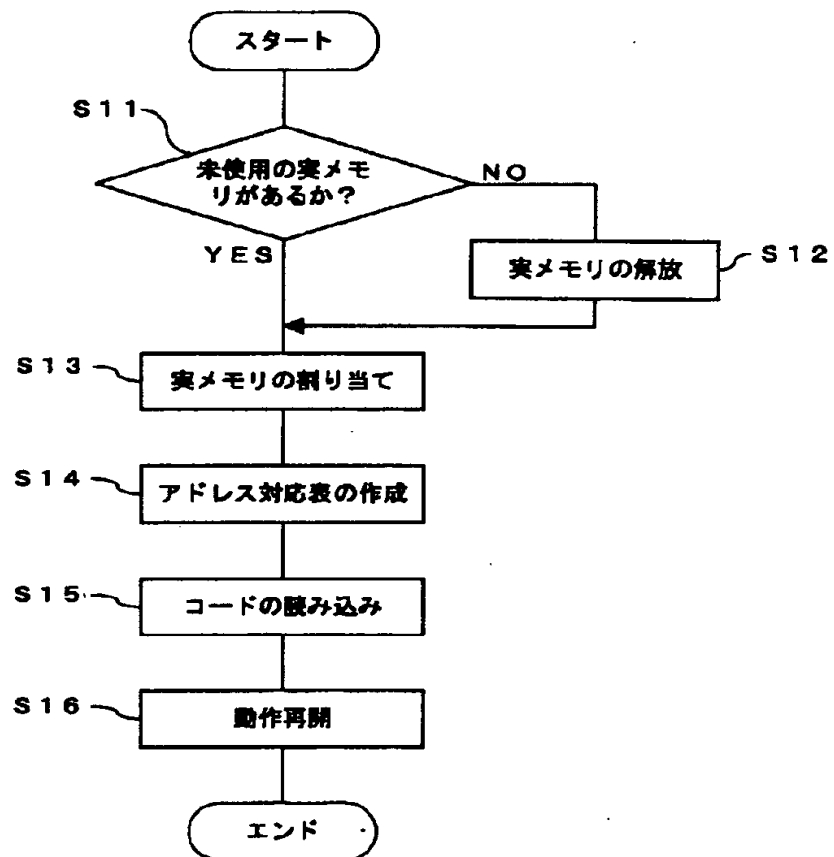 スタート
S11
未使用の実メモ
リがあるか?
NO
YES
実メモリの解放
S12
S13
実メモリの割り当て
S14
アドレス対応表の作成
S15
コードの読み込み
S16
動作再開
エンド